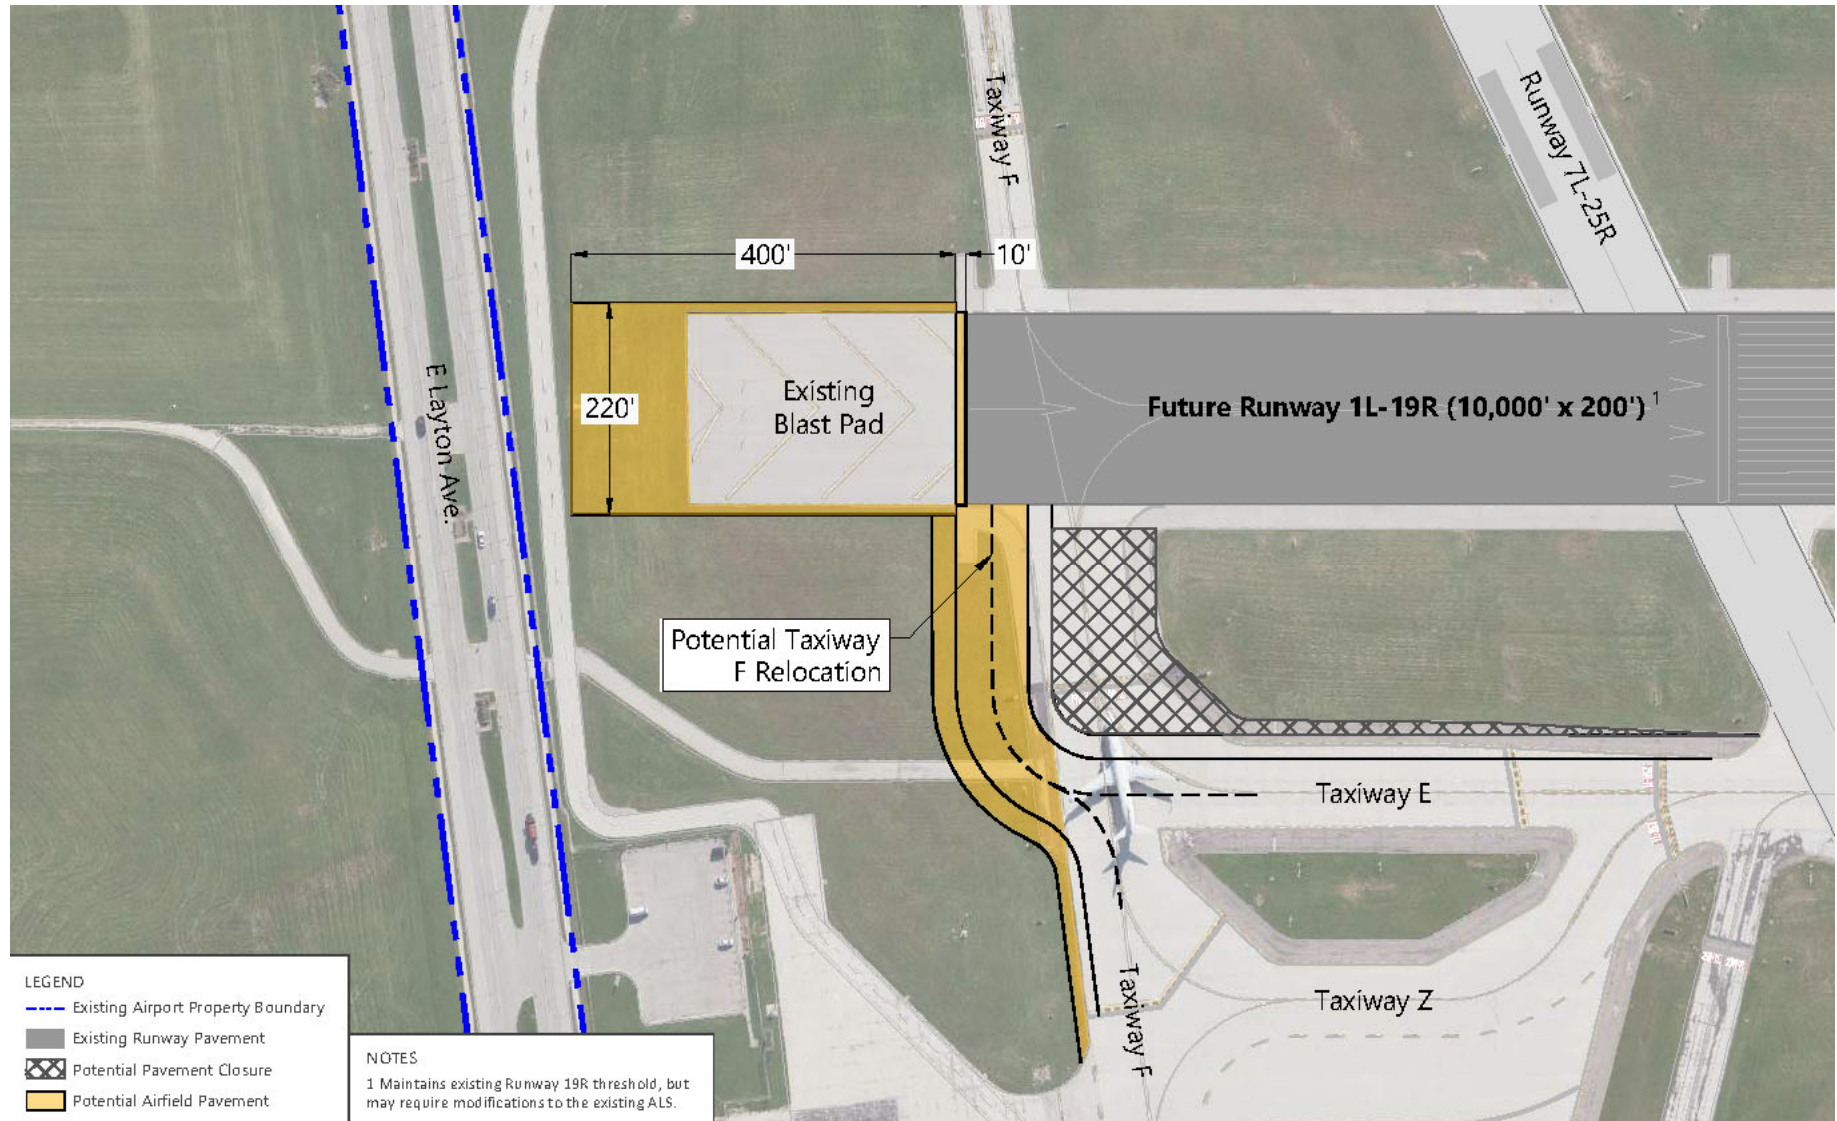 Taxiway F
Runway 7L-25R
400'
10'
E Layton Ave.
220'
Existing
Blast Pad
Future Runway 1L-19R (10,000' x 200') 1
Potential Taxiway
F Relocation
Taxiway E
Taxiway Z
Taxiway F
LEGEND
Existing Airport Property Boundary
Existing Runway Pavement
Potential Pavement Closure
Potential Airfield Pavement
NOTES
1 Maintains existing Runway 19R threshold, but
may require modifications to the existing ALS.